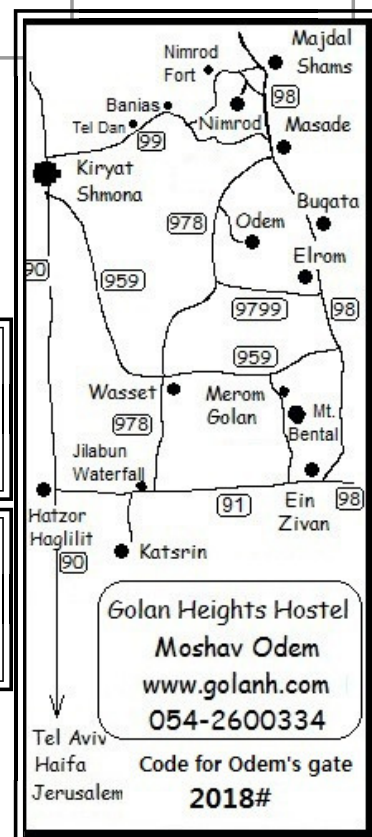 Majdal
Shams
Nimrod
Fort
98
Banias
Nimrod
Tel Dan
99
Masade
Kiryat
Shmona
Buqata
978
Odem
Elrom
90
959
9799
98
959
Wasset
Merom
Golan
Mt.
Bental
978
Jilabun
Waterfall
91
Ein
Zivan
98
Hatzor
Haglilit
90
Katsrin
Golan Heights Hostel
Moshav Odem
www.golanh.com
054-2600334
Tel Aviv
Haifa
Jerusalem
Code for Odem's gate
2018#